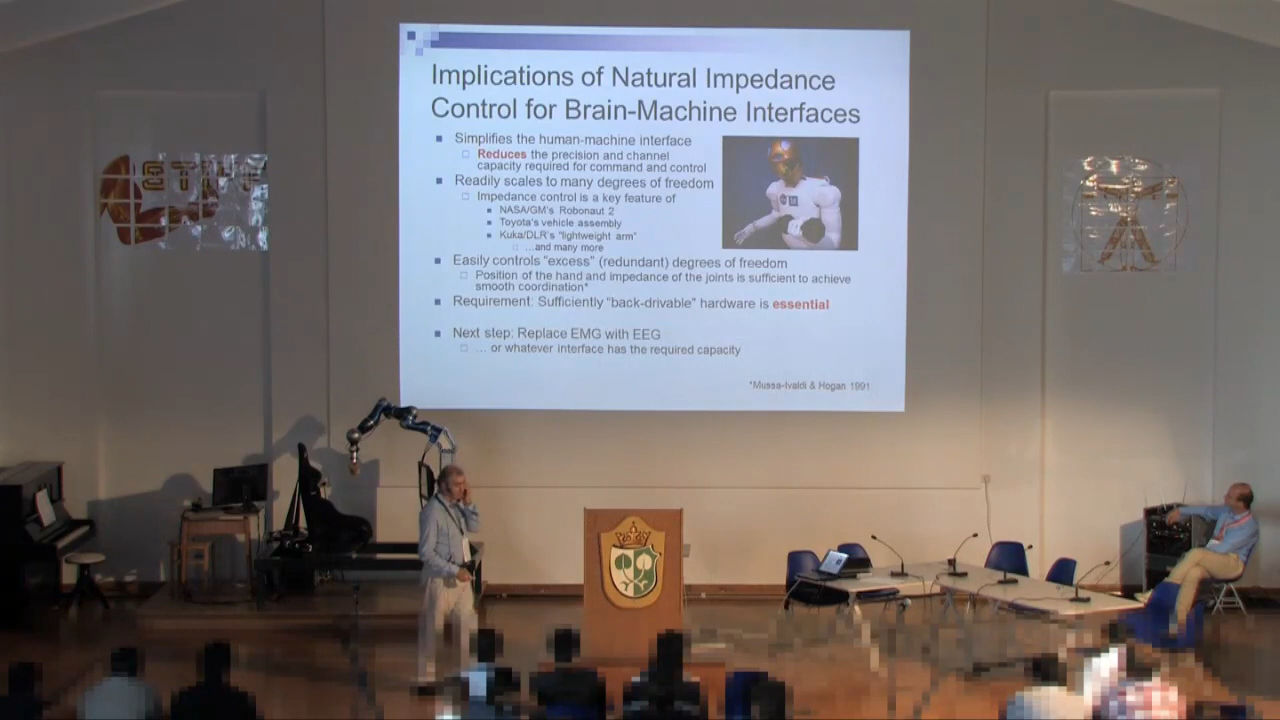 Implications of Natural Impedance
Control for Brain-Machine Interfaces
Simplifies the human-machine interface
Reduces the precision and channel
capacity required for command and control
Readily scales to many degrees of freedom
Impedance control is a key feature of
NASA/GM's Robonaut 2
Toyota's vehicle assembly
Kuka/DLR's "lightweight arm"
...and many more
Easily controls "excess" (redundant) degrees of freedom
Position of the hand and impedance of the joints is sufficient to achieve
smooth coordination*
Requirement: Sufficiently "back-drivable" hardware is essential
Next step: Replace EMG with EEG
... or whatever interface has the required capacity
*Mussa-Ivaldi & Hogan 1991